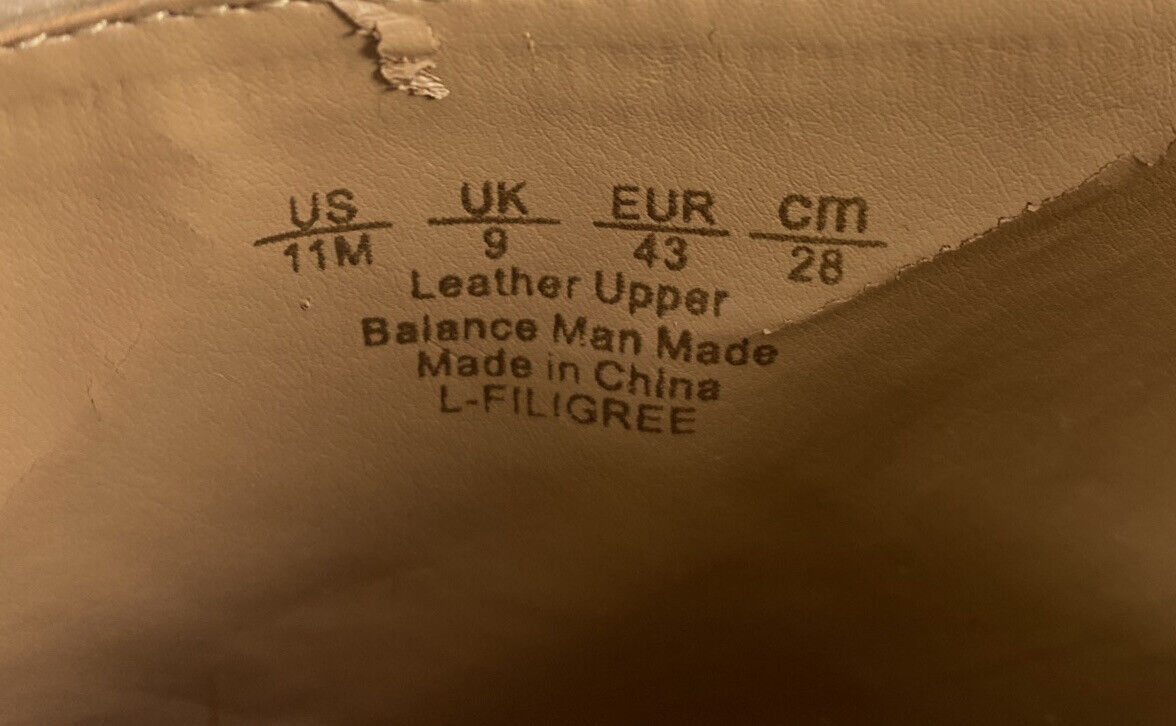 US UK EUR cm
11M 9 43 28
Leather Upper
Balance Man Made
Made in China
L-FILIGREE